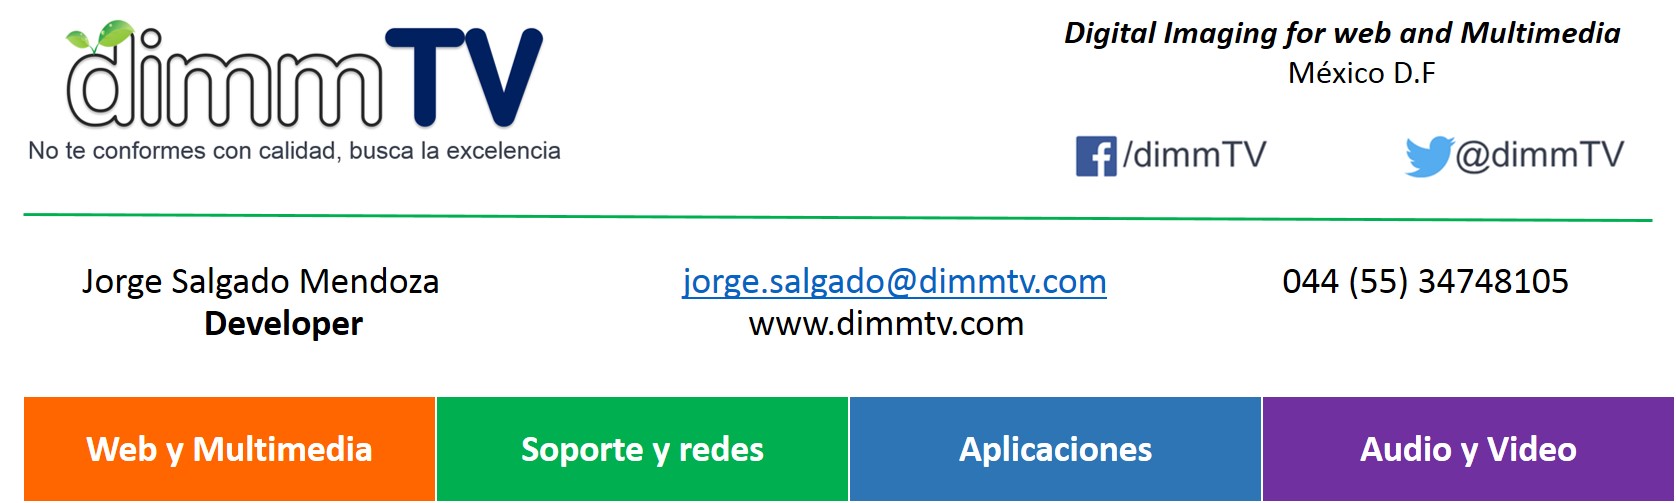 dimmTV
No te conformes con calidad, busca la excelencia
Digital Imaging for web and Multimedia
México D.F
/dimmTV
@dimmTV
Jorge Salgado Mendoza
Developer
jorge.salgado@dimmtv.com
www.dimmtv.com
044 (55) 34748105
Web y Multimedia
Soporte y redes
Aplicaciones
Audio y Video